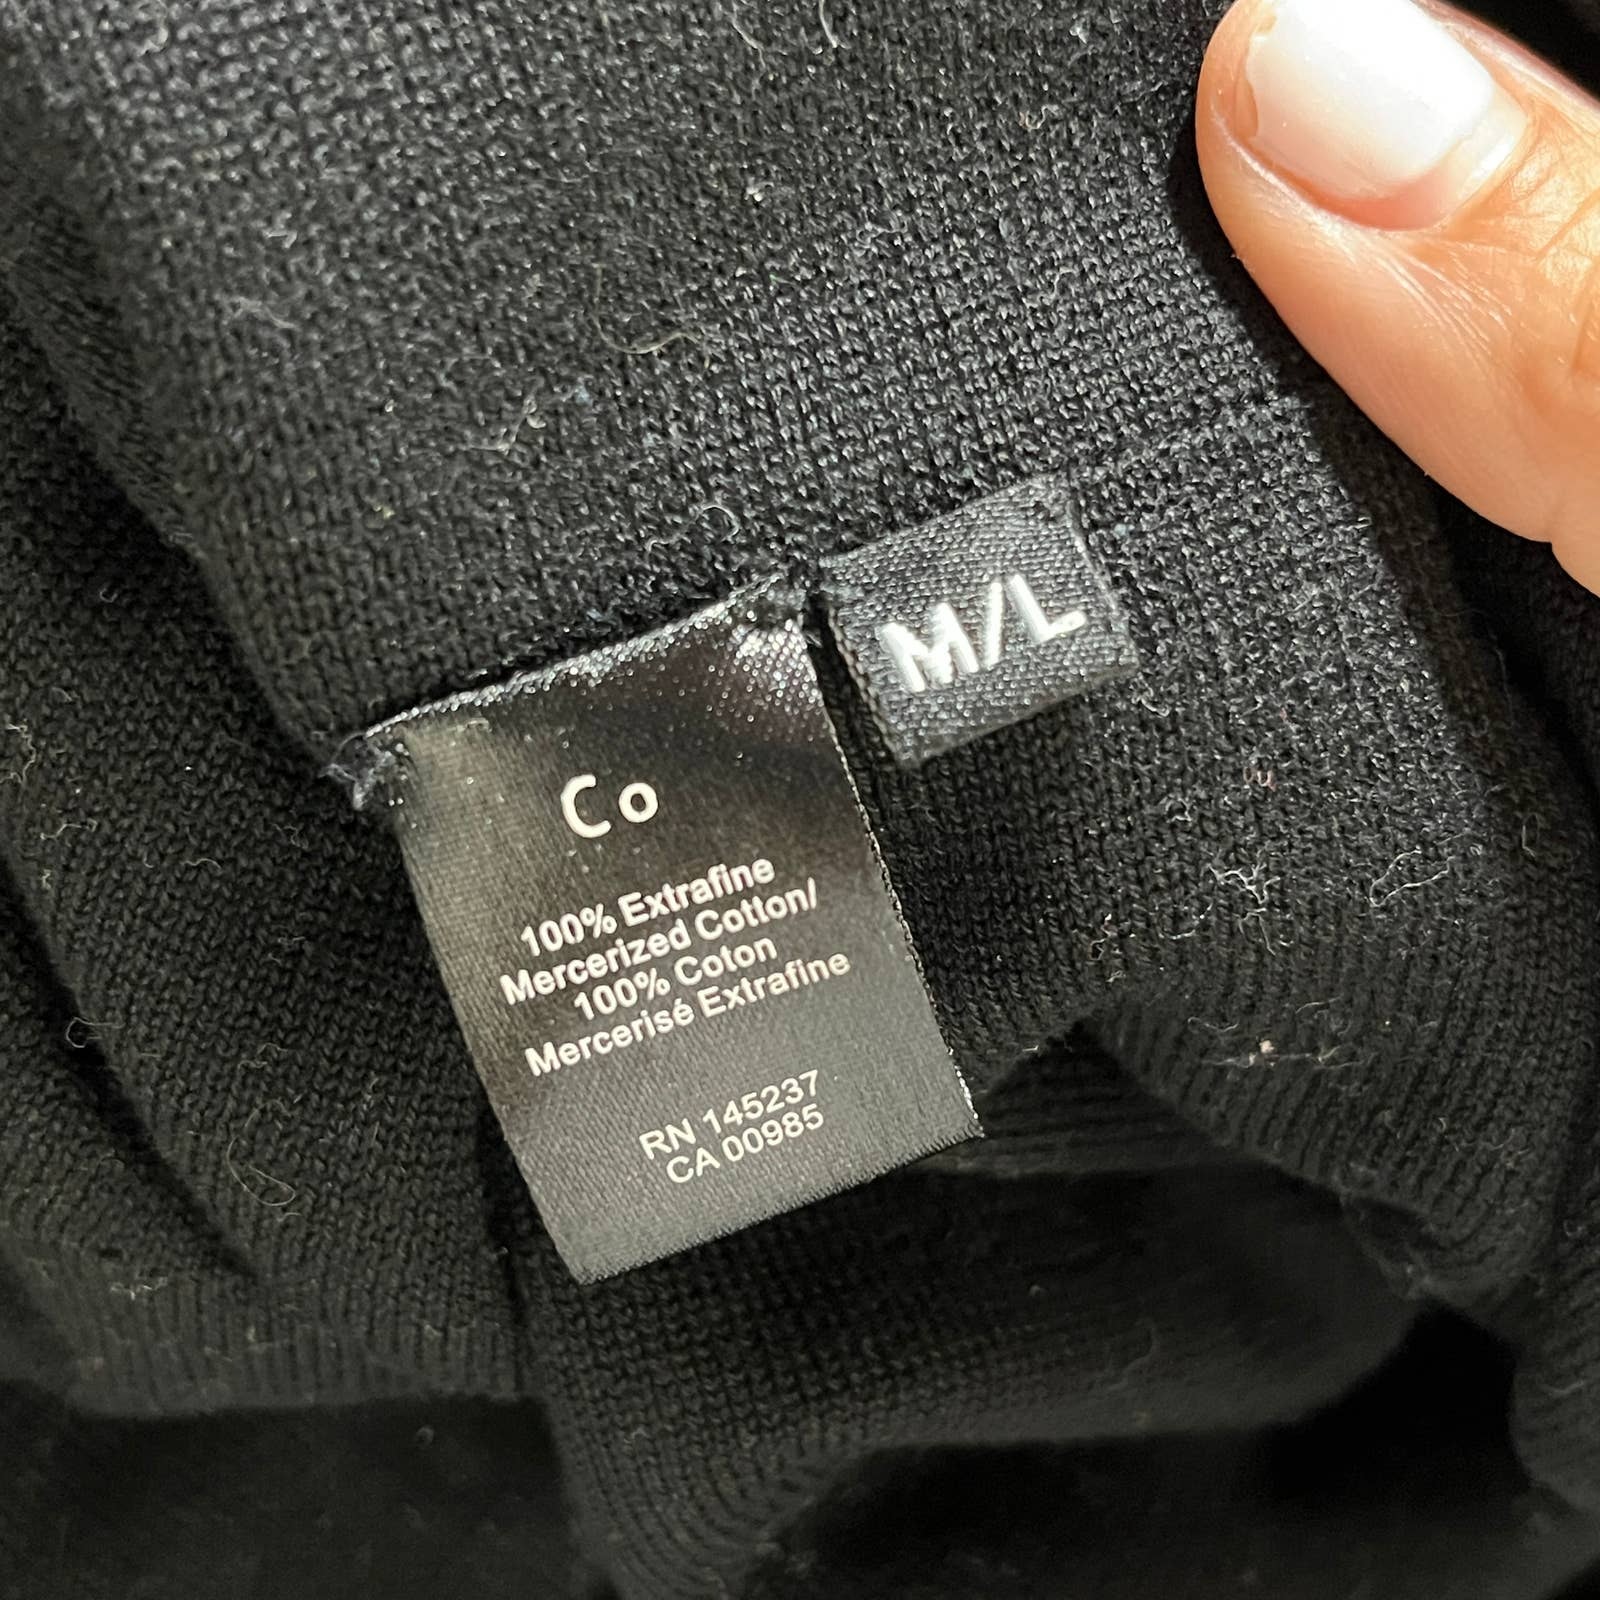 M/L
Co
100% Extrafine
Mercerized Cotton/
100% Coton
Mercerisé Extrafine
RN 145237
CA 00985